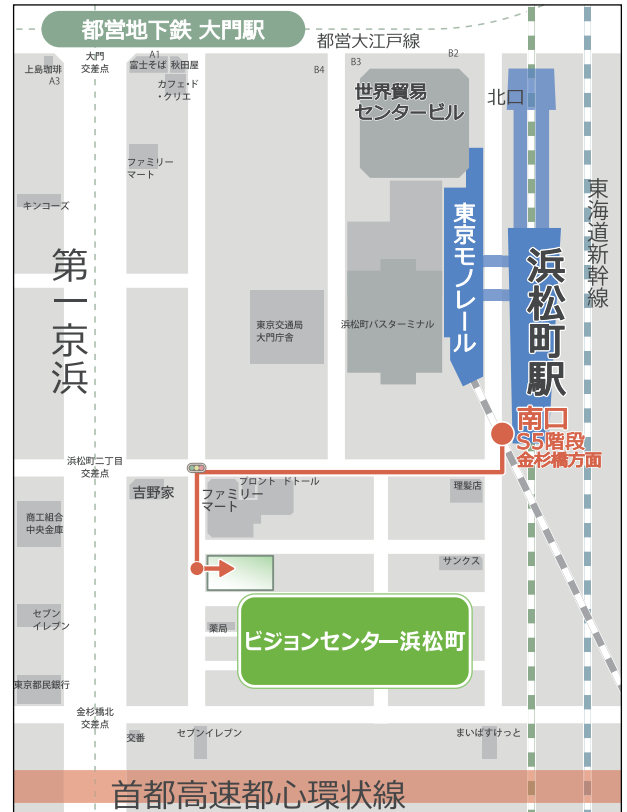 都営地下鉄 大門駅
都営大江戸線
大門
交差点
上島珈琲
A3
A1
富士そば 秋田屋
カフェ・ド
・クリエ
B4
B3
B2
世界貿易
センタービル
北口
ファミリー
マート
キンコーズ
東海道新幹線
東京モノレール
浜松町駅
第一京浜
東京交通局
大門庁舎
浜松町バスターミナル
南口
S5階段
金杉橋方面
浜松町二丁目
交差点
吉野家
ファミリー
マート
プロント ドトール
理髪店
商工組合
中央金庫
サンクス
セブン
イレブン
薬局
ビジョンセンター浜松町
東京都民銀行
金杉橋北
交差点
交番
セブンイレブン
まいばすけっと
首都高速都心環状線